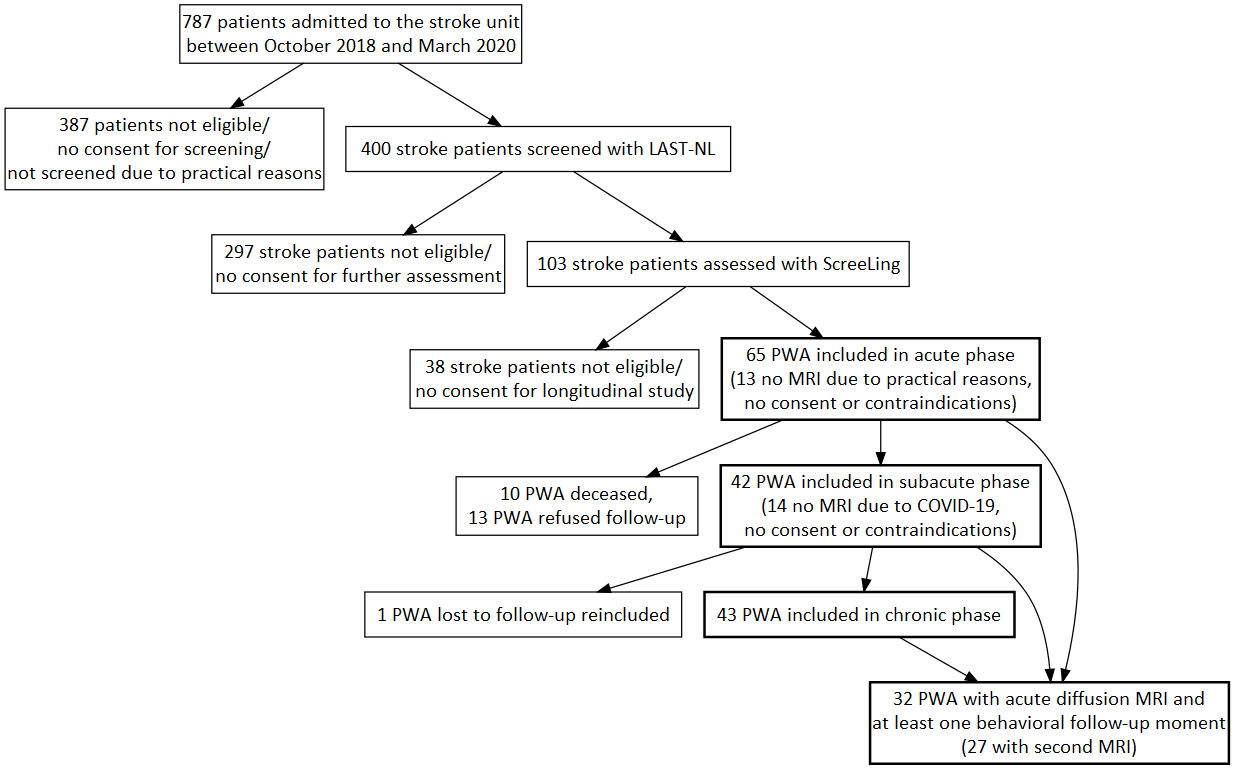 787 patients admitted to the stroke unit
between October 2018 and March 2020
387 patients not eligible/
no consent for screening/
not screened due to practical reasons
400 stroke patients screened with LAST-NL
297 stroke patients not eligible/
no consent for further assessment
103 stroke patients assessed with ScreeLing
38 stroke patients not eligible/
no consent for longitudinal study
65 PWA included in acute phase
(13 no MRI due to practical reasons,
no consent or contraindications)
10 PWA deceased,
13 PWA refused follow-up
42 PWA included in subacute phase
(14 no MRI due to COVID-19,
no consent or contraindications)
1 PWA lost to follow-up reincluded
43 PWA included in chronic phase
32 PWA with acute diffusion MRI and
at least one behavioral follow-up moment
(27 with second MRI)